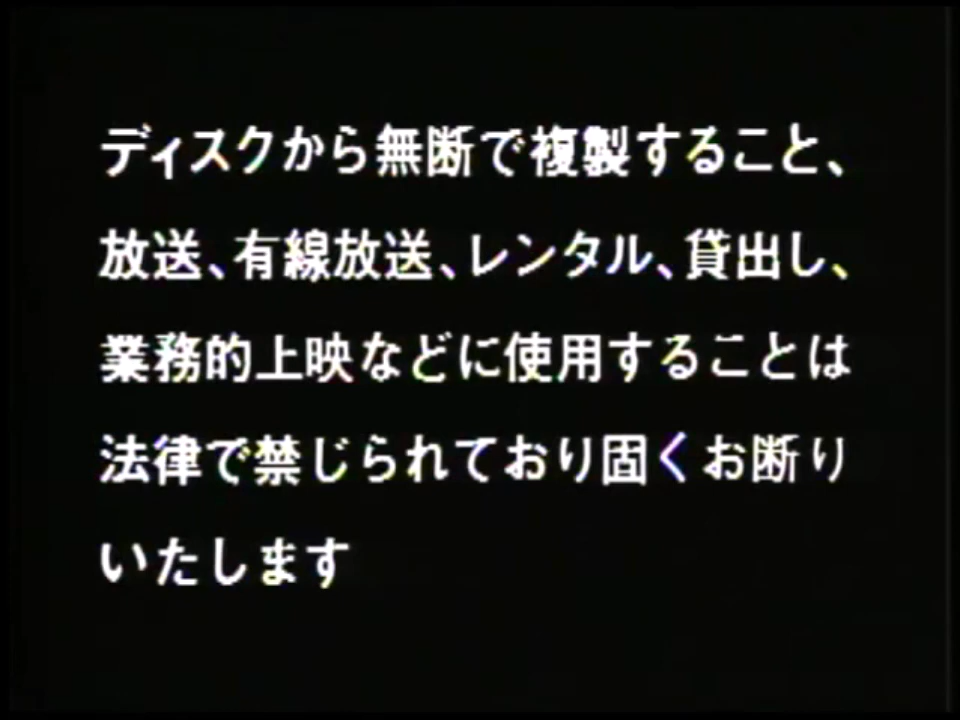 ディスクから無断で複製すること、
放送、有線放送、レンタル、貸出し、
業務的上映などに使用することは
法律で禁じられており固くお断り
いたします